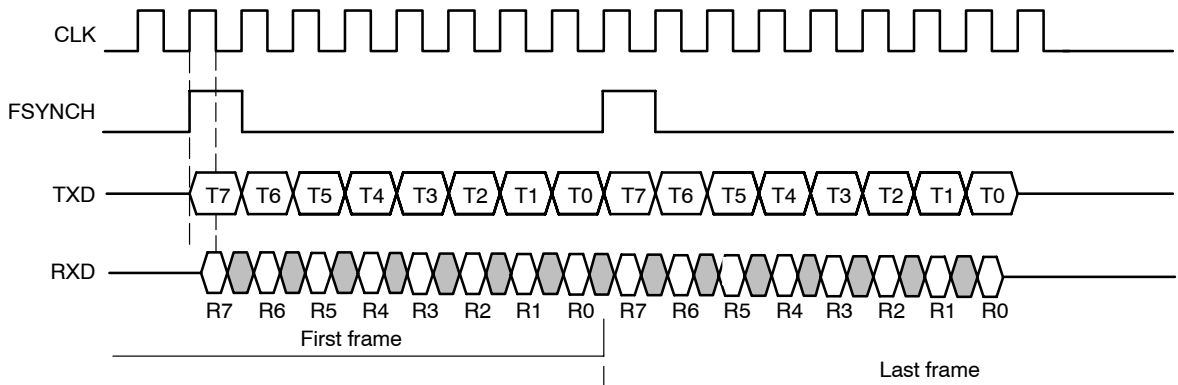 CLK
FSYNCH
TXD T7 T6 T5 T4 T3 T2 T1 T0 T7 T6 T5 T4 T3 T2 T1 T0
RXD
R7 R6 R5 R4 R3 R2 R1 R0 R7 R6 R5 R4 R3 R2 R1 R0
First frame
Last frame